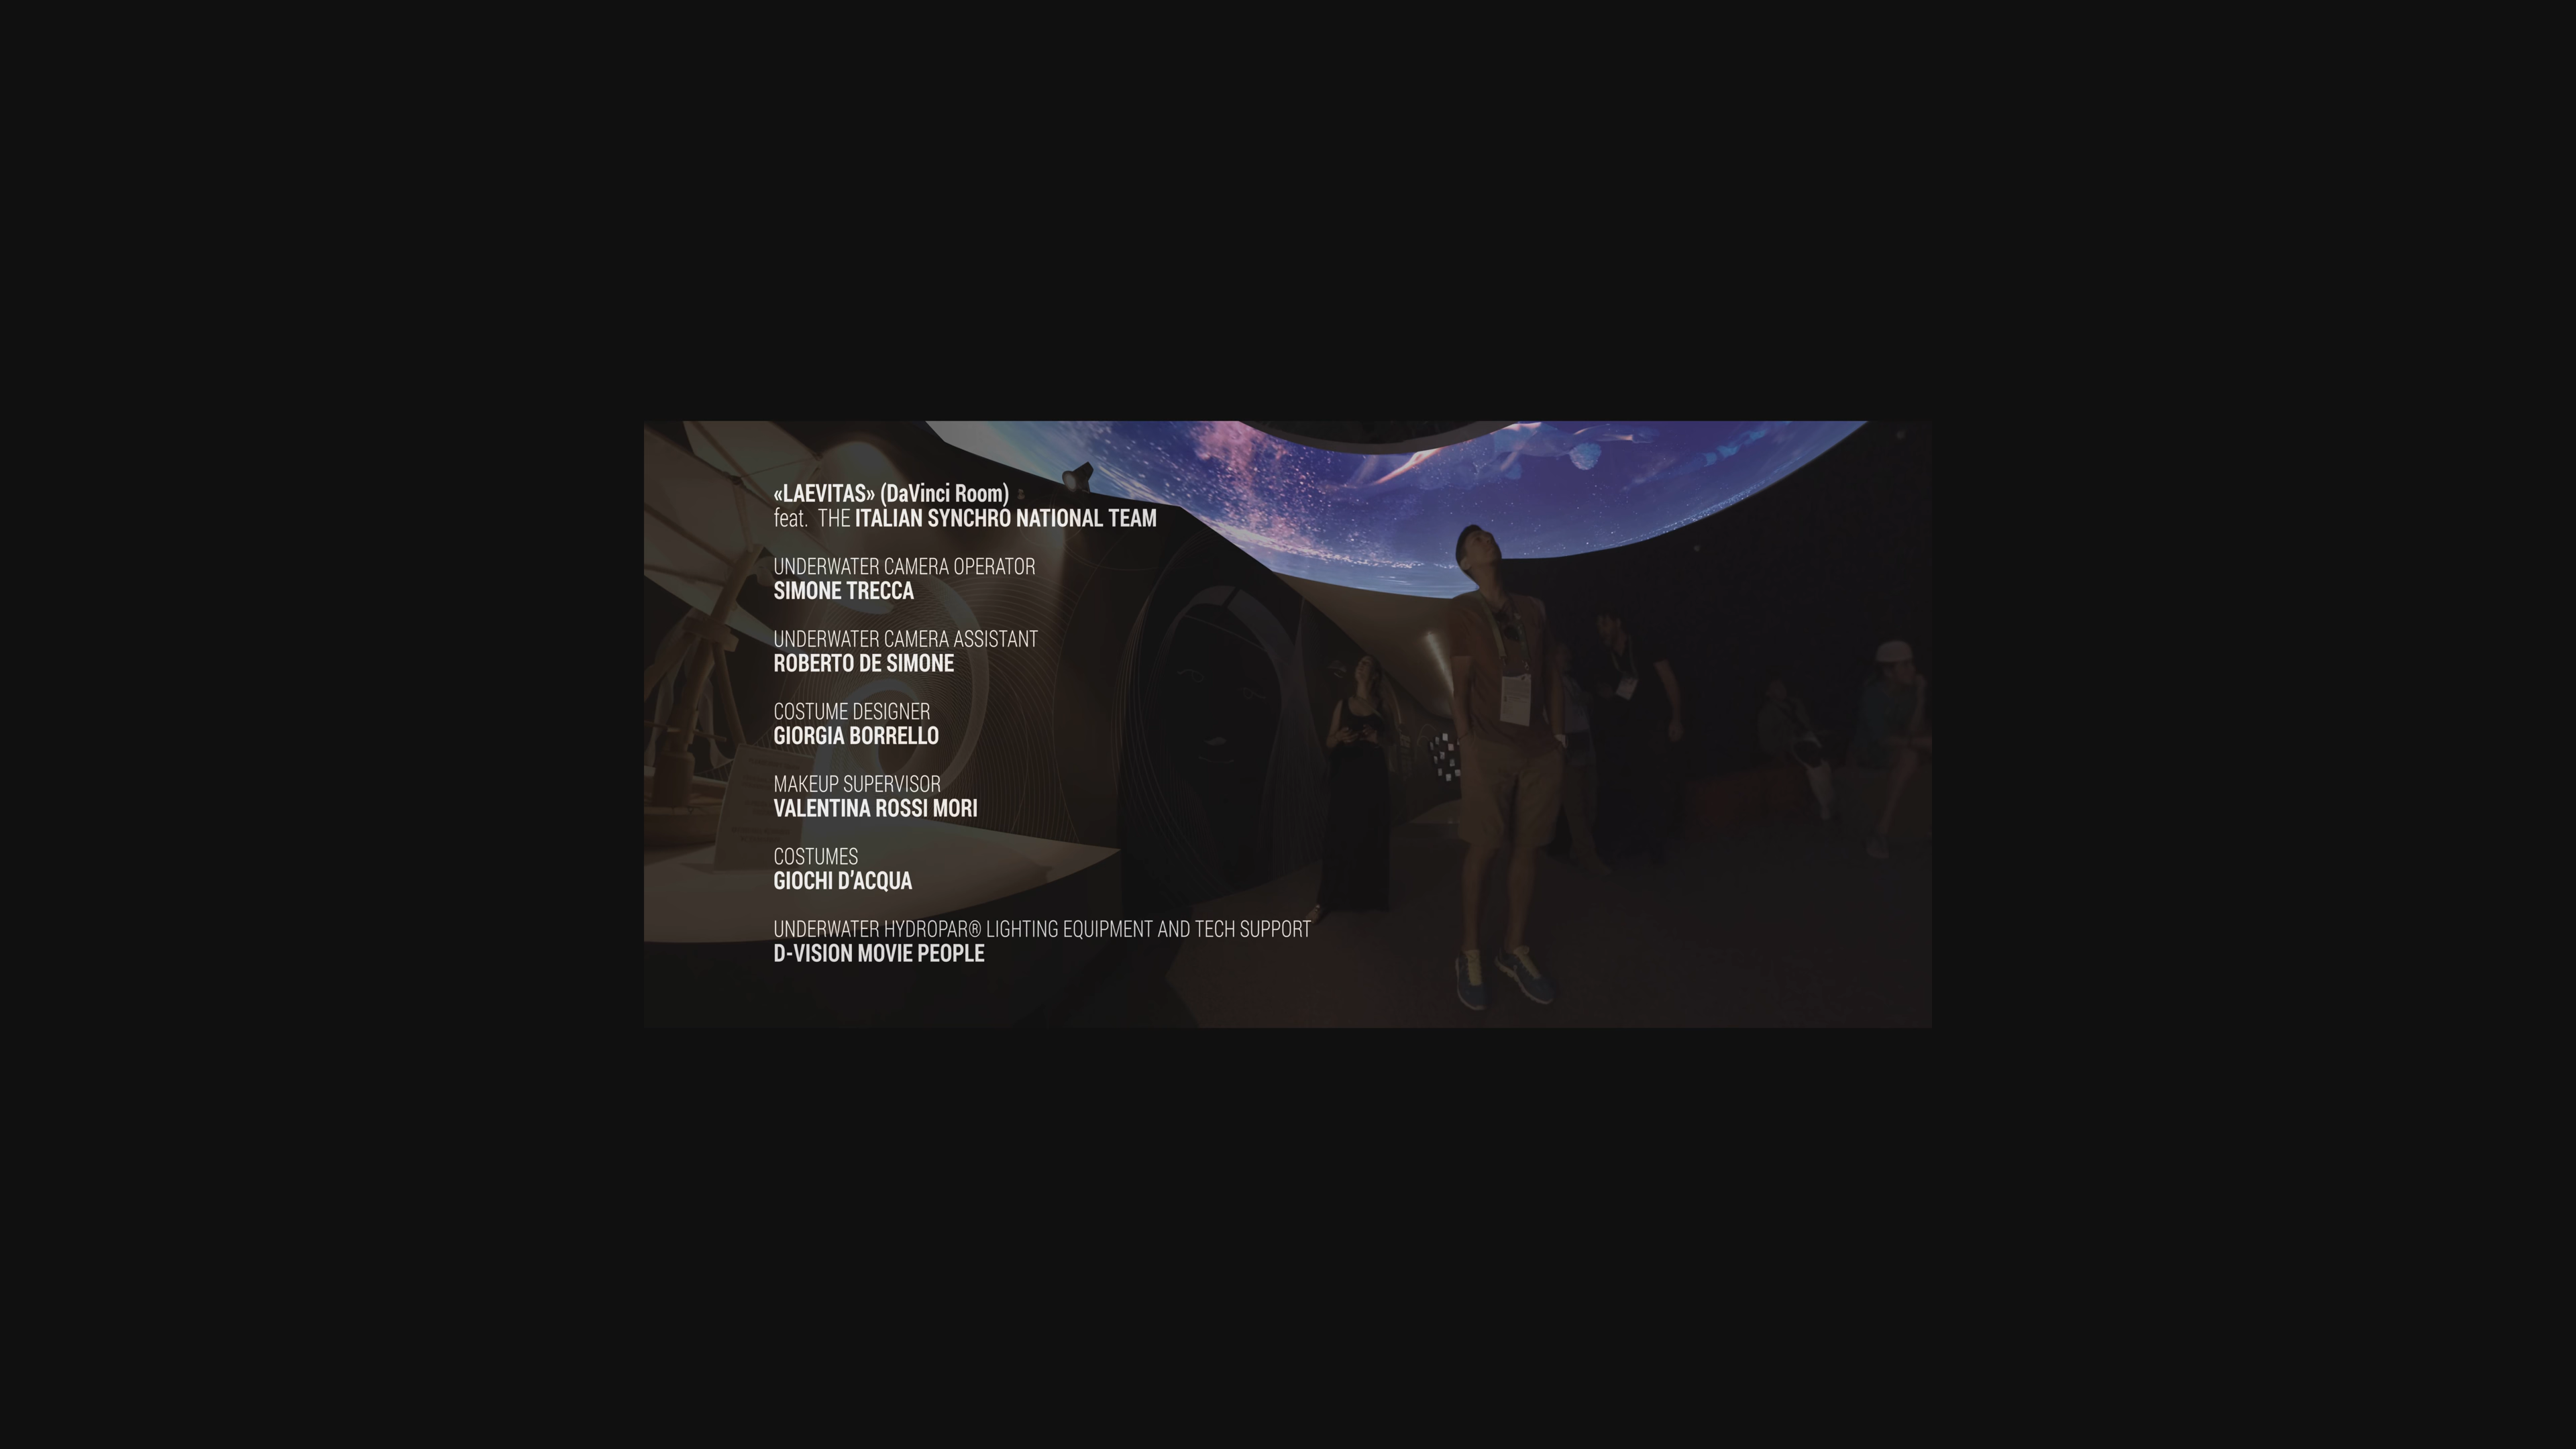 «LAEVITAS» (DaVinci Room)
feat. THE ITALIAN SYNCHRO NATIONAL TEAM
UNDERWATER CAMERA OPERATOR
SIMONE TRECCA
UNDERWATER CAMERA ASSISTANT
ROBERTO DE SIMONE
COSTUME DESIGNER
GIORGIA BORRELLO
MAKEUP SUPERVISOR
VALENTINA ROSSI MORI
COSTUMES
GIOCHI D'ACQUA
UNDERWATER HYDROPAR® LIGHTING EQUIPMENT AND TECH SUPPORT
D-VISION MOVIE PEOPLE